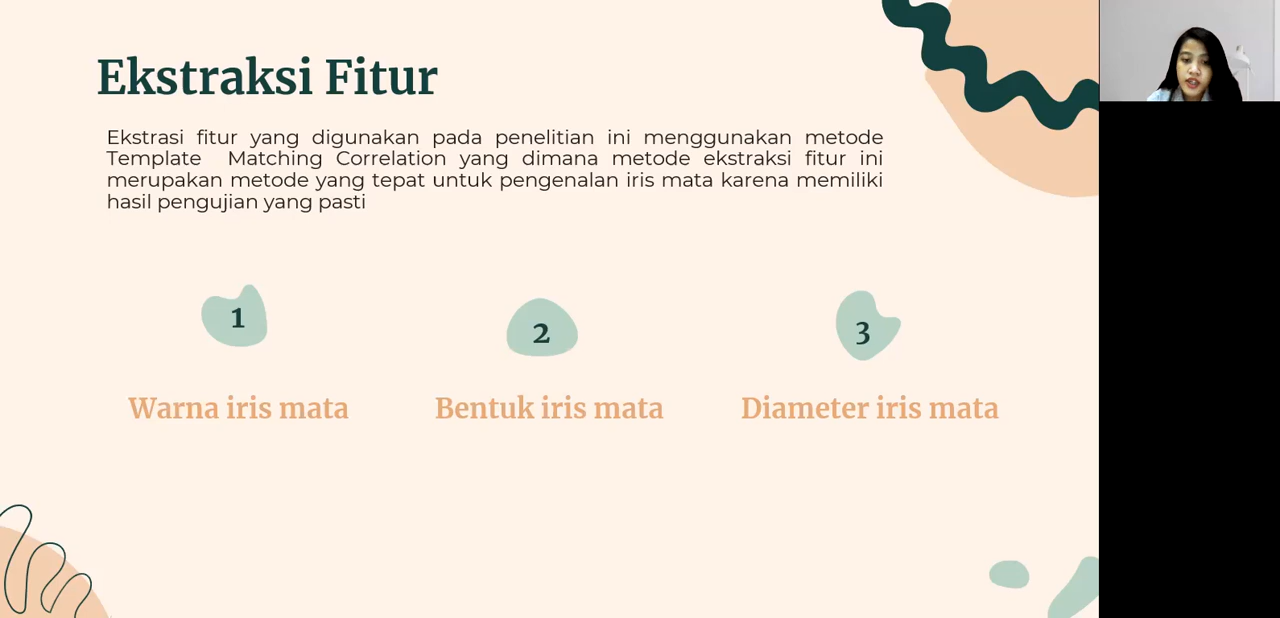 Ekstraksi Fitur
Ekstrasi fitur yang digunakan pada penelitian ini menggunakan metode
Template Matching Correlation yang dimana metode ekstraksi fitur ini
merupakan metode yang tepat untuk pengenalan iris mata karena memiliki
hasil pengujian yang pasti
1
2
3
Warna iris mata
Bentuk iris mata
Diameter iris mata